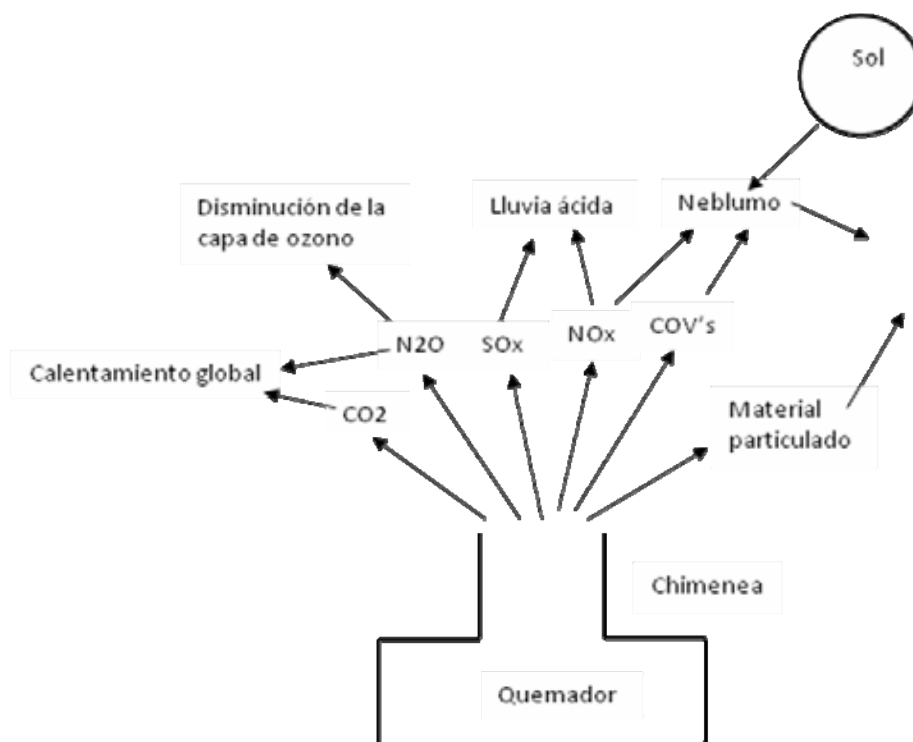 Sol
Disminución de la
capa de ozono
Lluvia ácida
Neblumo
N2O
SOx
NOx
COV's
Calentamiento global
CO2
Material
particulado
Chimenea
Quemador